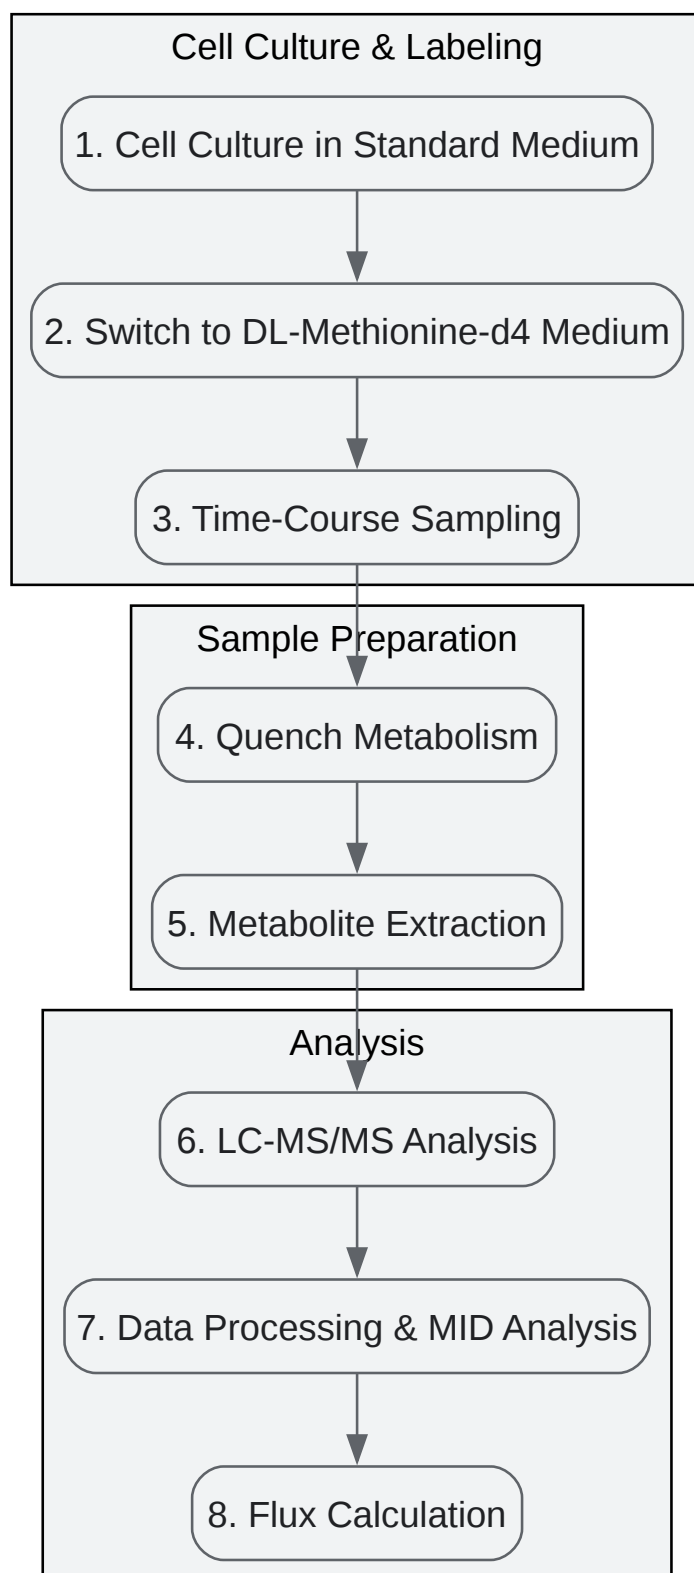 Cell Culture & Labeling
1. Cell Culture in Standard Medium
2. Switch to DL-Methionine-d4 Medium
3. Time-Course Sampling
Sample Preparation
4. Quench Metabolism
5. Metabolite Extraction
Analysis
6. LC-MS/MS Analysis
7. Data Processing & MID Analysis
8. Flux Calculation